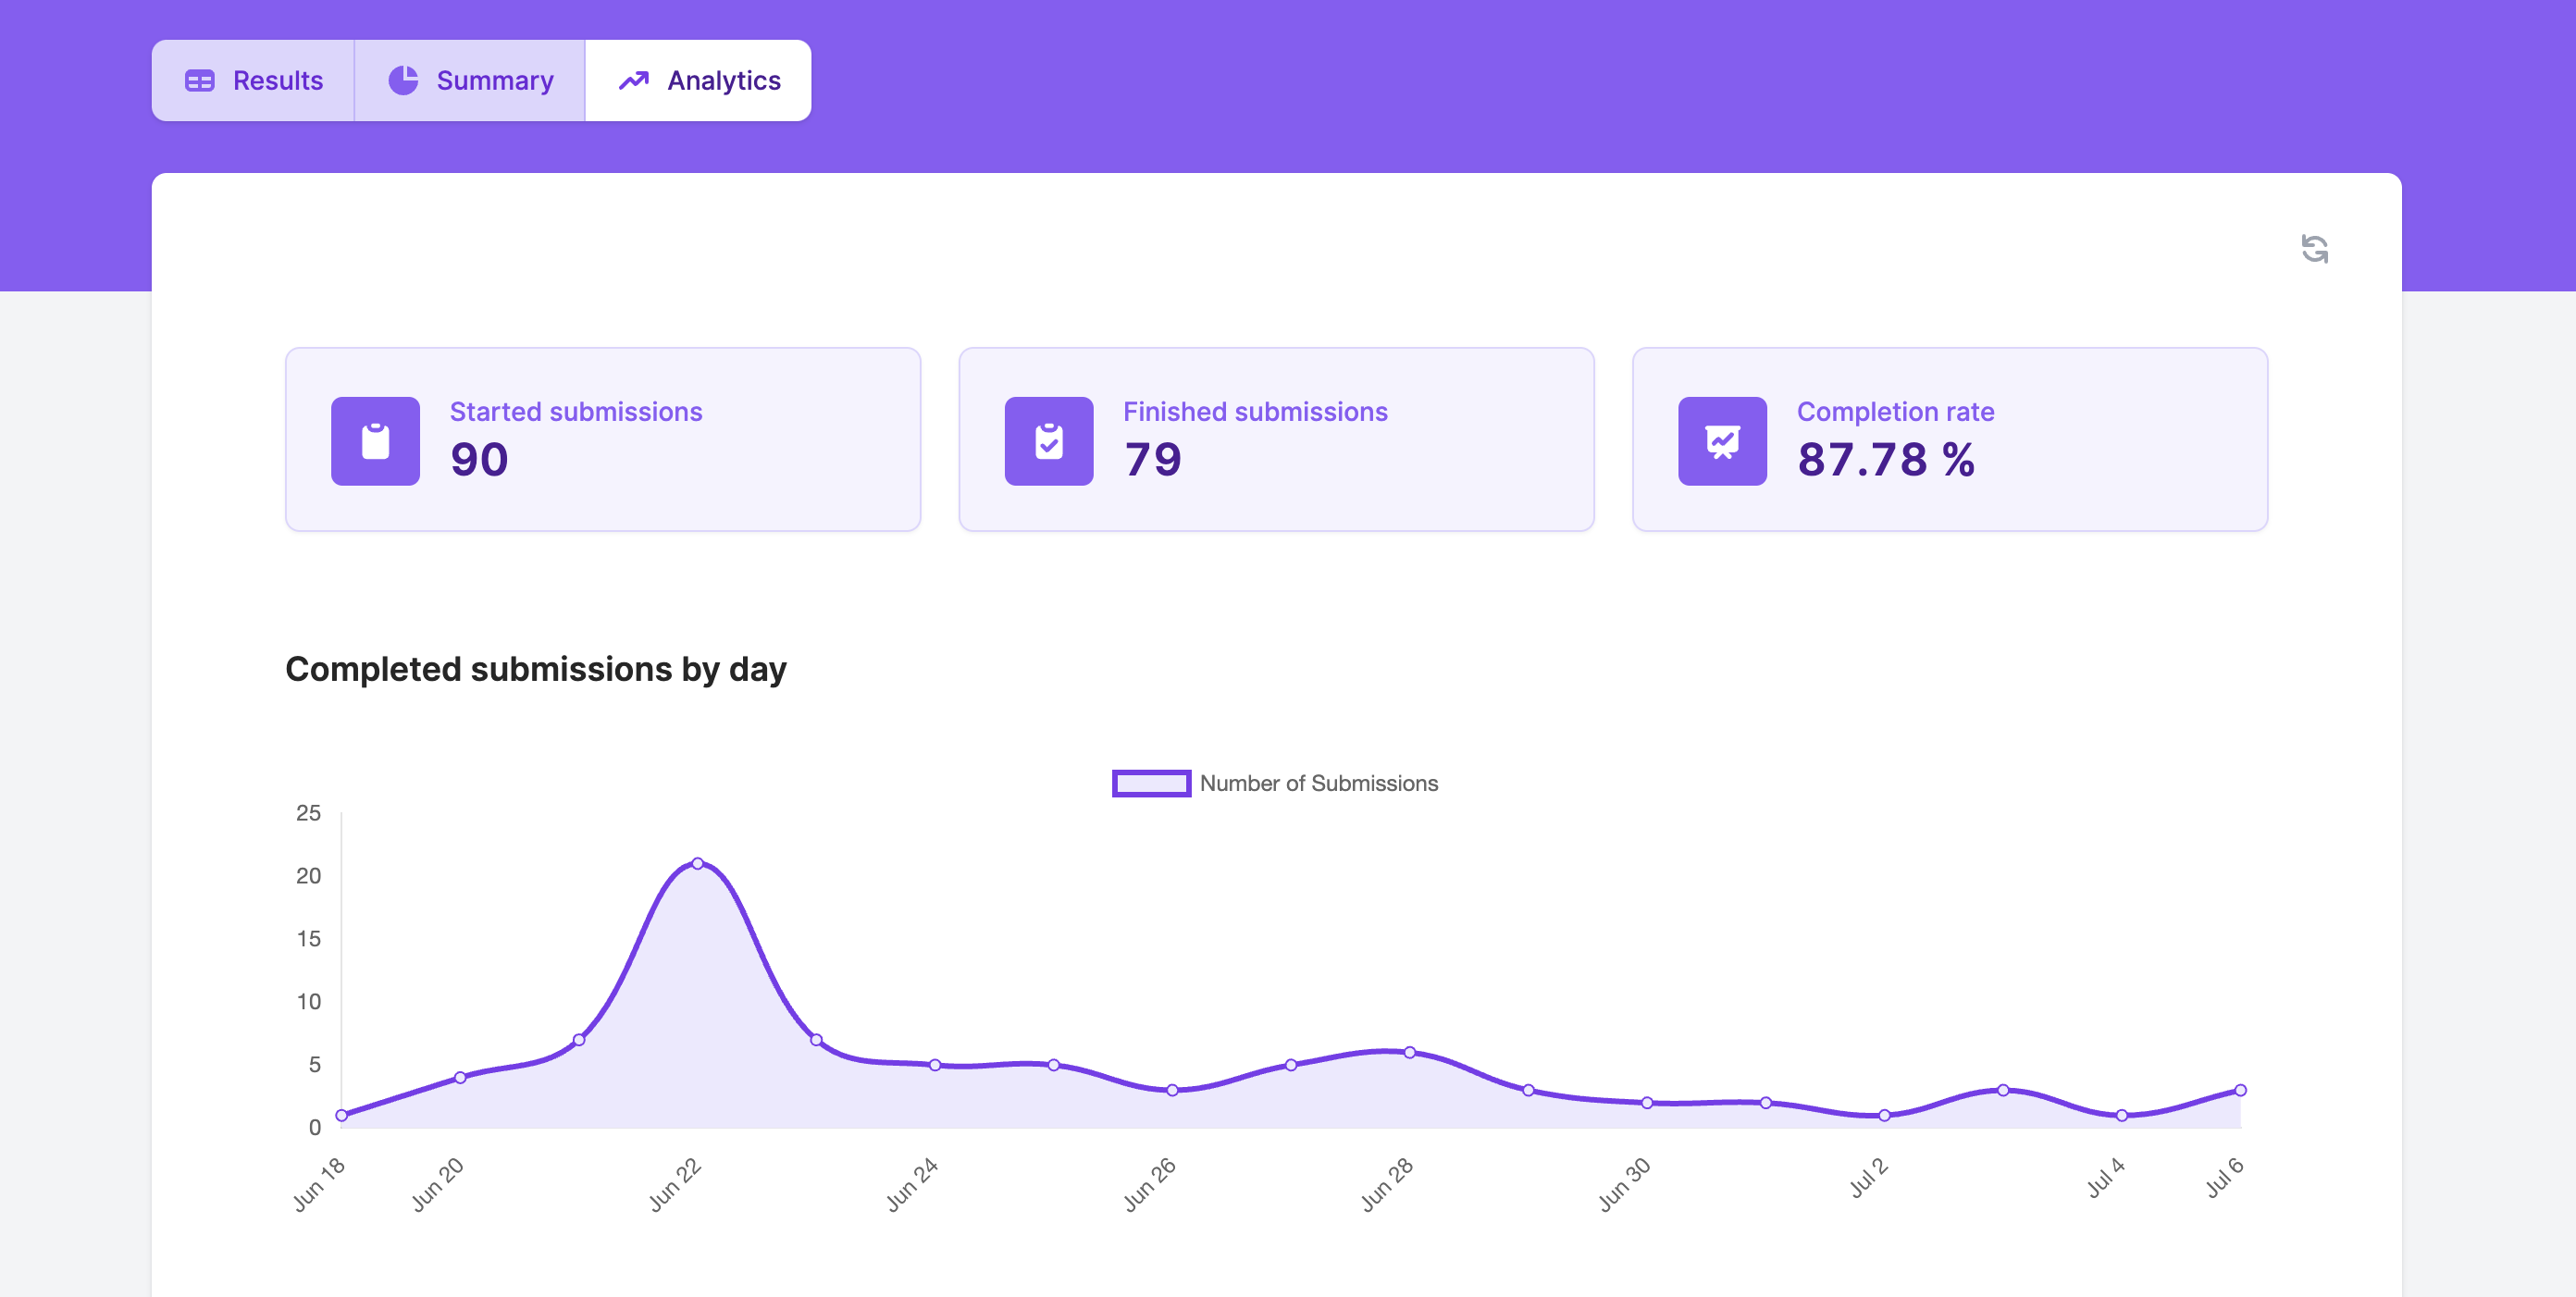 Results
Summary
Analytics
Started submissions
90
Finished submissions
79
Completion rate
87.78 %
Completed submissions by day
Number of Submissions
25
20
15
10
5
0
Jun 18
Jun 20
Jun 22
Jun 24
Jun 26
Jun 28
Jun 30
Jul 2
Jul 4
Jul 6